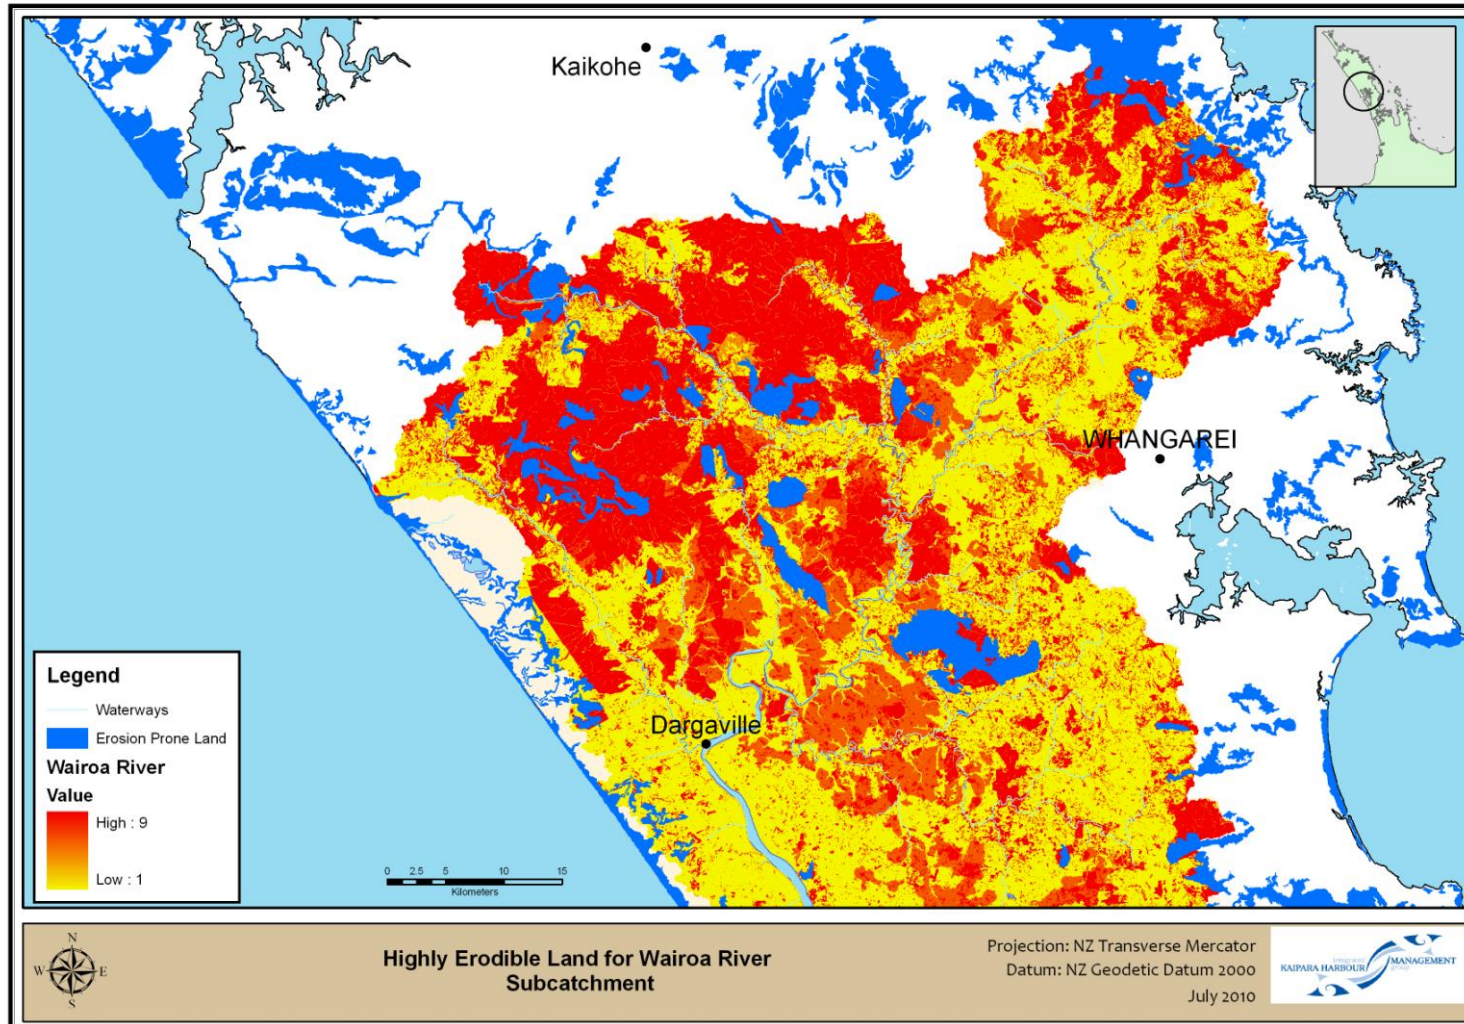 Kaikohe
WHANGAREI
Dargaville
Legend
Waterways
Erosion Prone Land
Wairoa River
Value
High : 9
Low : 1
0 2.5 5 10 15
Kilometers
N
W E
S
Highly Erodible Land for Wairoa River
Subcatchment
Projection: NZ Transverse Mercator
Datum: NZ Geodetic Datum 2000
July 2010
Integrated
KAIPARA HARBOUR MANAGEMENT
group